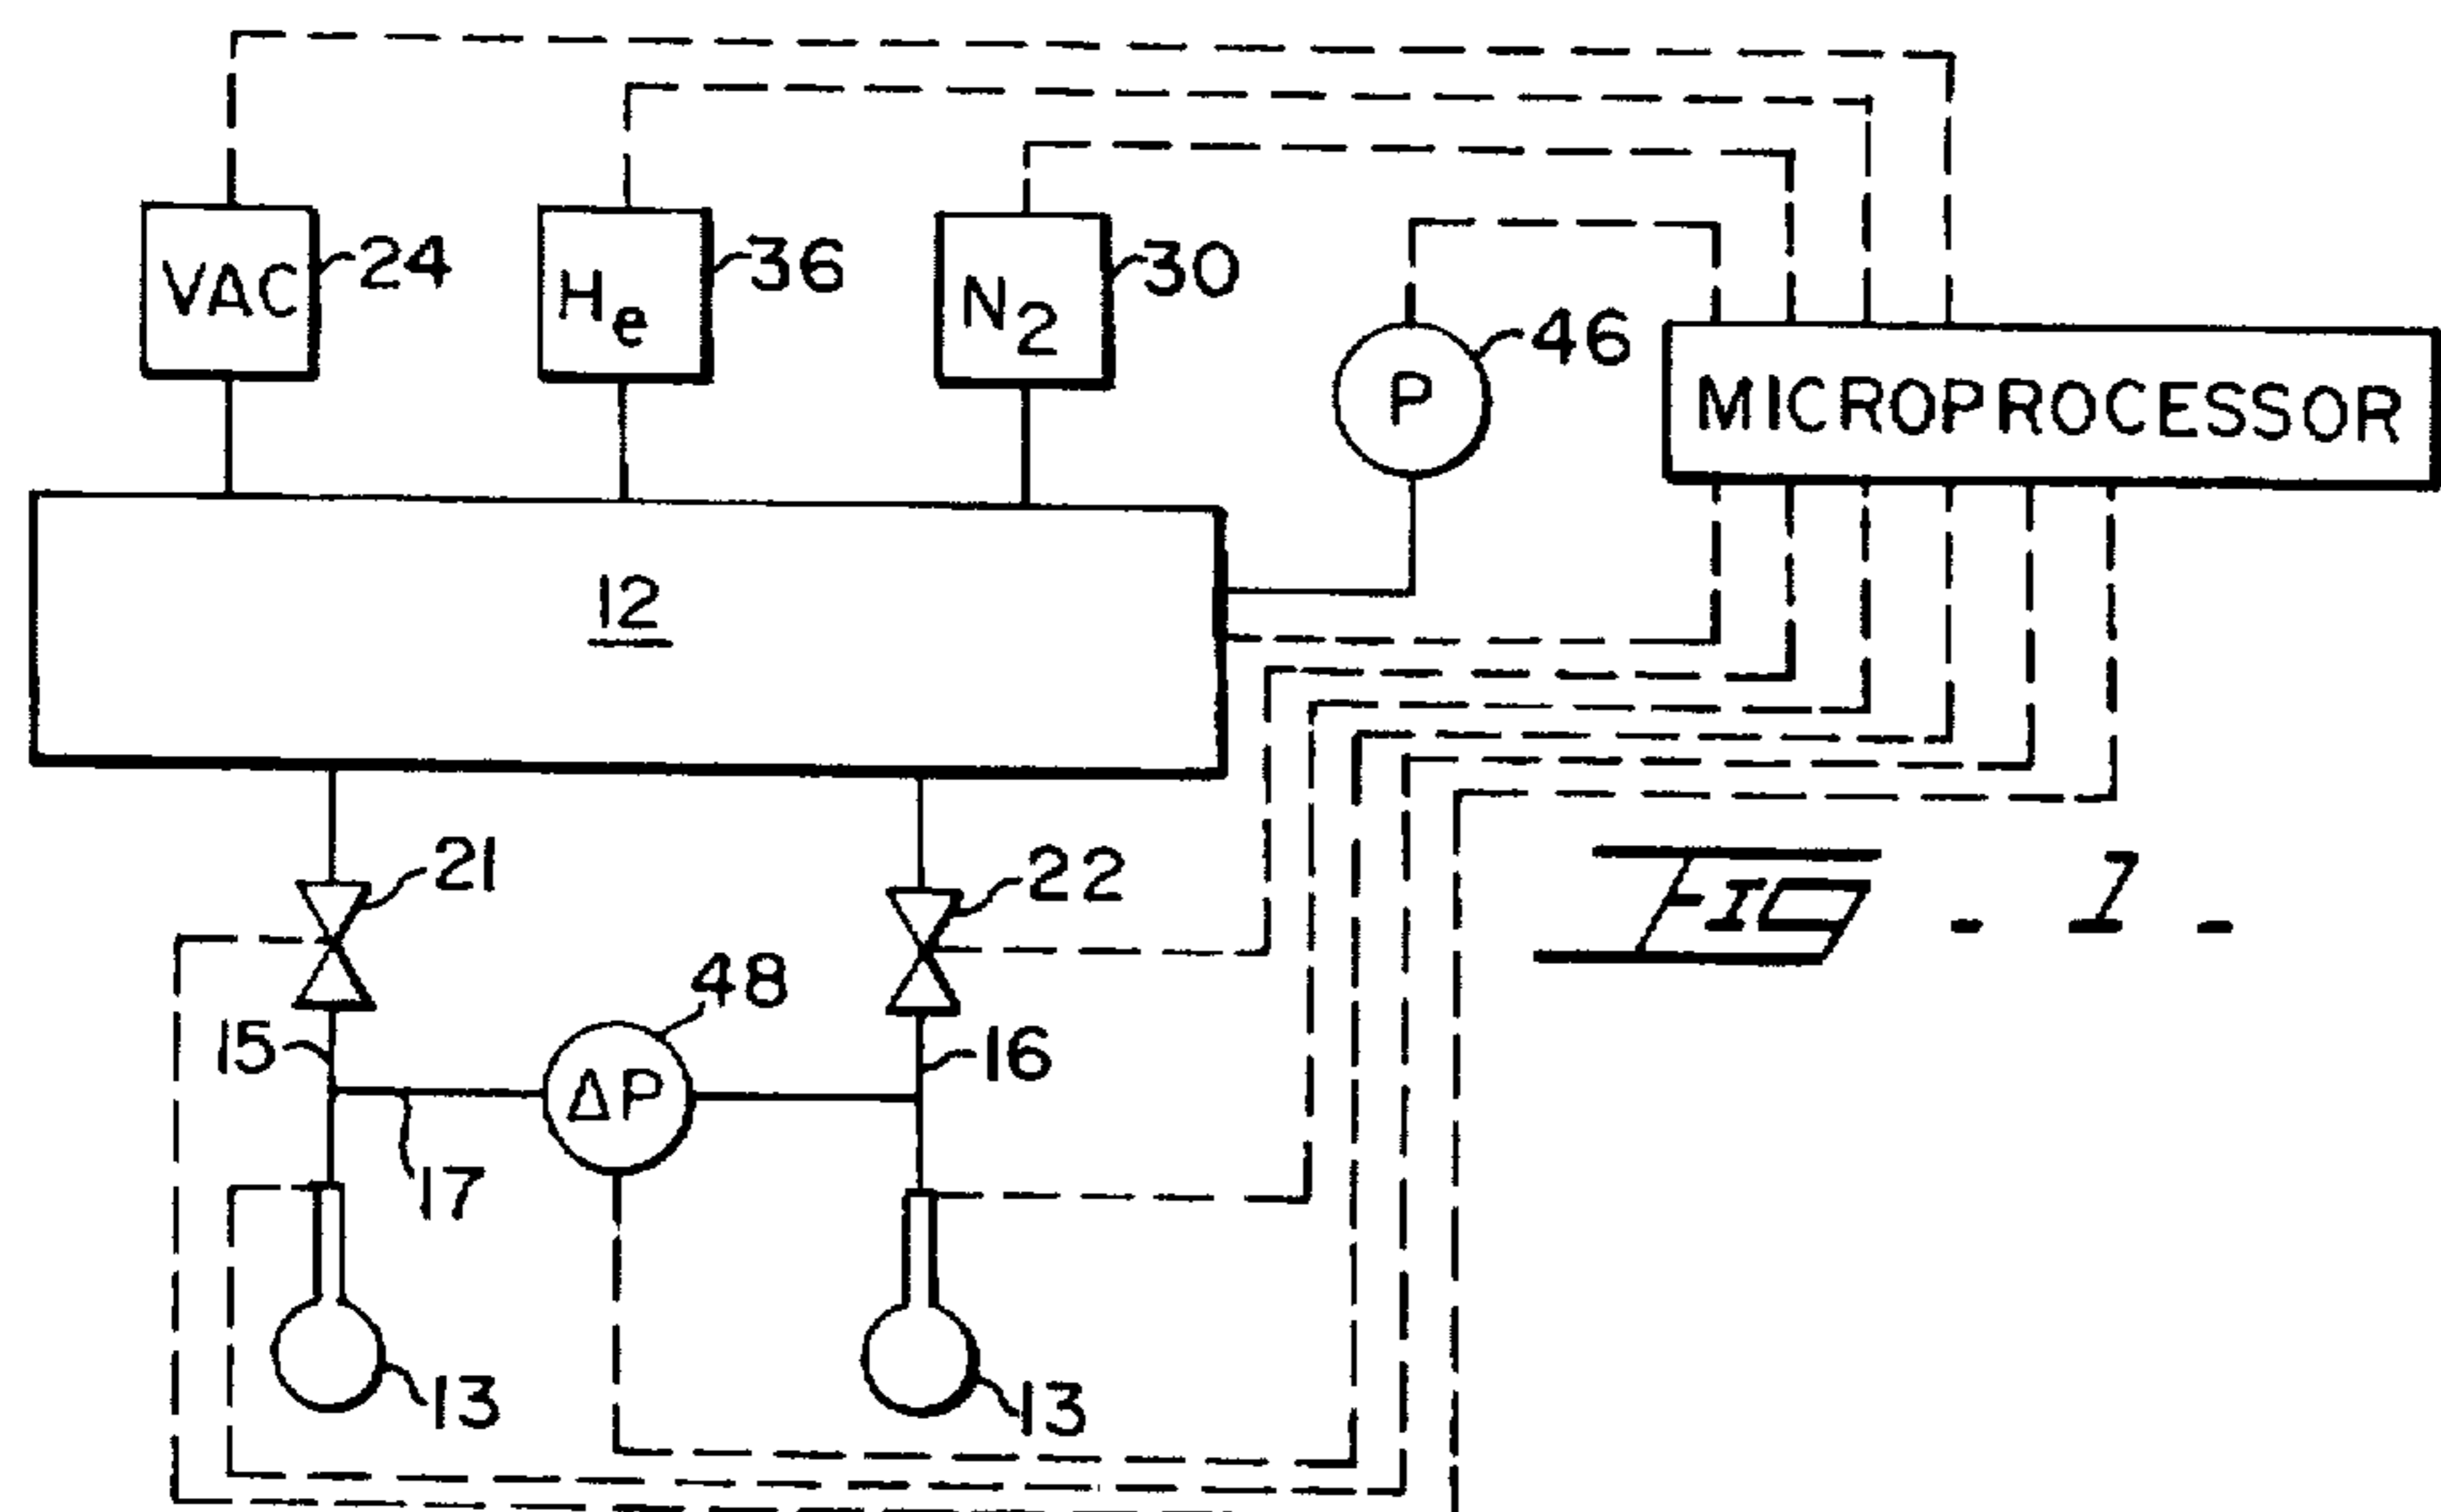 VAC
24
He
36
N2
30
P
46
MICROPROCESSOR
12
21
22
48
15
ΔP
16
17
13
13
FIG - 1 -